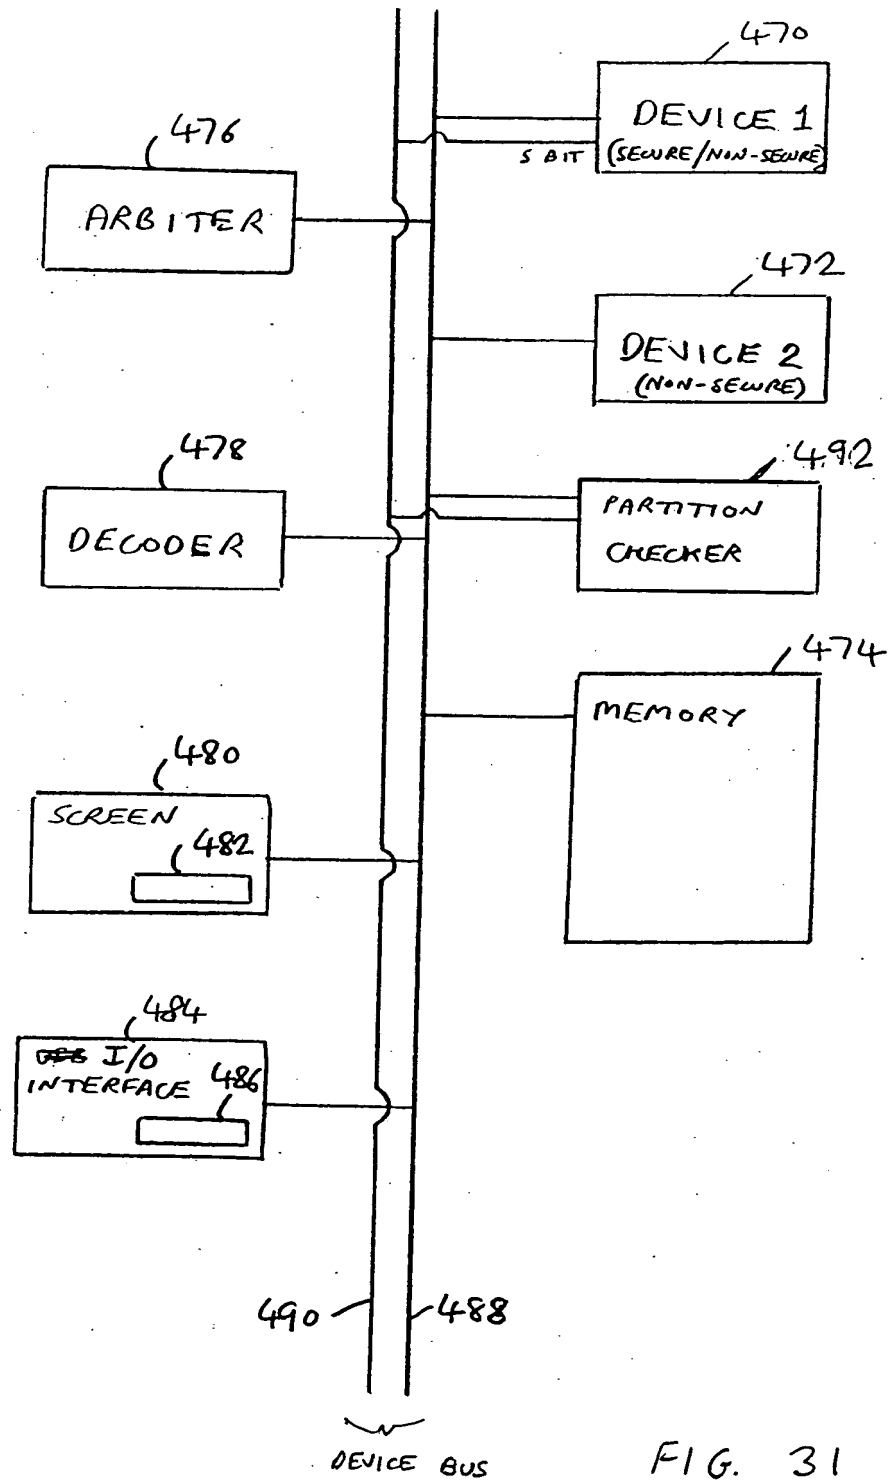 470
DEVICE 1
S BIT (SECURE/NON-SECURE)
476
ARBITER
472
DEVICE 2
(NON-SECURE)
478
DECODER
492
PARTITION
CHECKER
474
MEMORY
480
SCREEN
482
484
I/O
INTERFACE 486
490
488
DEVICE BUS
FIG. 31